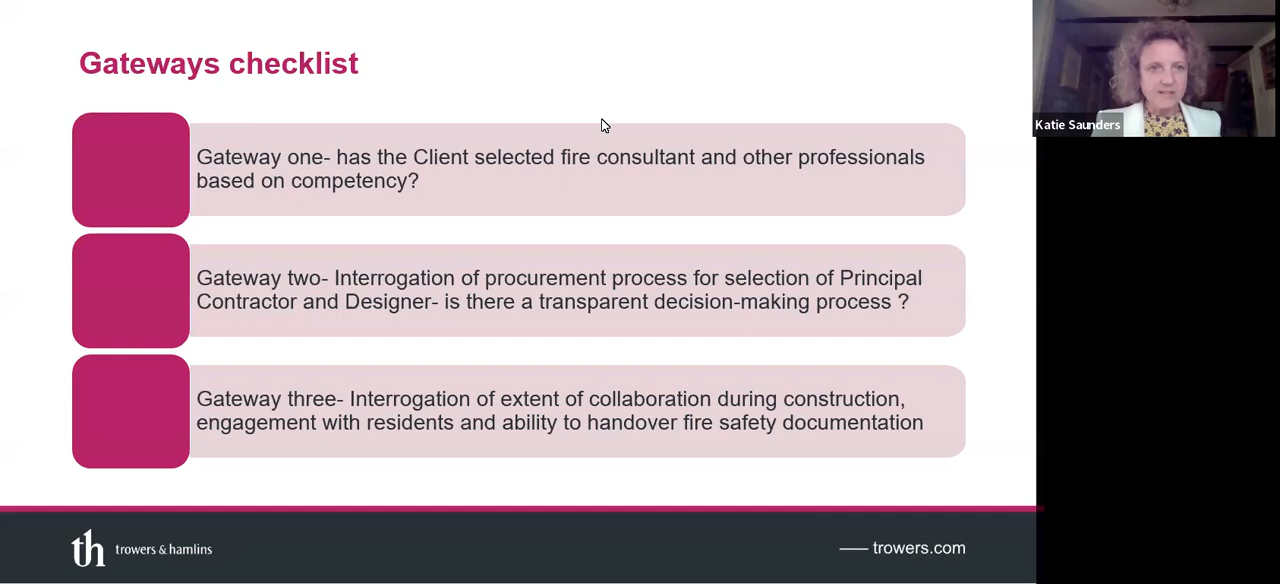 Gateways checklist
Gateway one- has the Client selected fire consultant and other professionals
based on competency?
Gateway two- Interrogation of procurement process for selection of Principal
Contractor and Designer- is there a transparent decision-making process ?
Gateway three- Interrogation of extent of collaboration during construction,
engagement with residents and ability to handover fire safety documentation
th trowers & hamlins
trowers.com
Katie Saunders